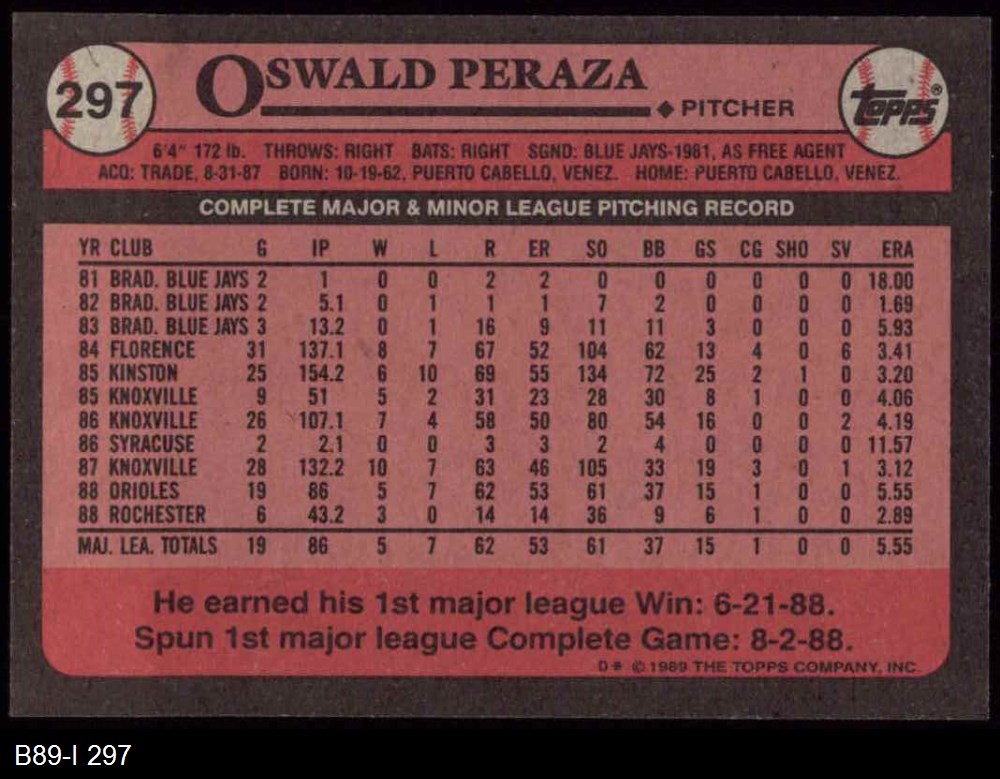 297
OSWALD PERAZA
PITCHER
TOPPS®
6'4" 172 lb. THROWS: RIGHT BATS: RIGHT SGND: BLUE JAYS-1981, AS FREE AGENT
ACQ: TRADE, 8-31-87 BORN: 10-19-62, PUERTO CABELLO, VENEZ. HOME: PUERTO CABELLO, VENEZ.
COMPLETE MAJOR & MINOR LEAGUE PITCHING RECORD
YR CLUB G IP W L R ER SO BB GS CG SHO SV ERA
81 BRAD. BLUE JAYS 2 1 0 0 2 2 0 0 0 0 0 0 18.00
82 BRAD. BLUE JAYS 2 5.1 0 1 1 1 7 2 0 0 0 0 1.69
83 BRAD. BLUE JAYS 3 13.2 0 1 16 9 11 11 3 0 0 0 5.93
84 FLORENCE 31 137.1 8 7 67 52 104 62 13 4 0 6 3.41
85 KINSTON 25 154.2 6 10 69 55 134 72 25 2 1 0 3.20
85 KNOXVILLE 9 51 5 2 31 23 28 30 8 1 0 0 4.06
86 KNOXVILLE 26 107.1 7 4 58 50 80 54 16 0 0 2 4.19
86 SYRACUSE 2 2.1 0 0 3 3 2 4 0 0 0 0 11.57
87 KNOXVILLE 28 132.2 10 7 63 46 105 33 19 3 0 1 3.12
88 ORIOLES 19 86 5 7 62 53 61 37 15 1 0 0 5.55
88 ROCHESTER 6 43.2 3 0 14 14 36 9 6 1 0 0 2.89
MAJ. LEA. TOTALS 19 86 5 7 62 53 61 37 15 1 0 0 5.55
He earned his 1st major league Win: 6-21-88.
Spun 1st major league Complete Game: 8-2-88.
D* © 1989 THE TOPPS COMPANY, INC.
B89-I 297